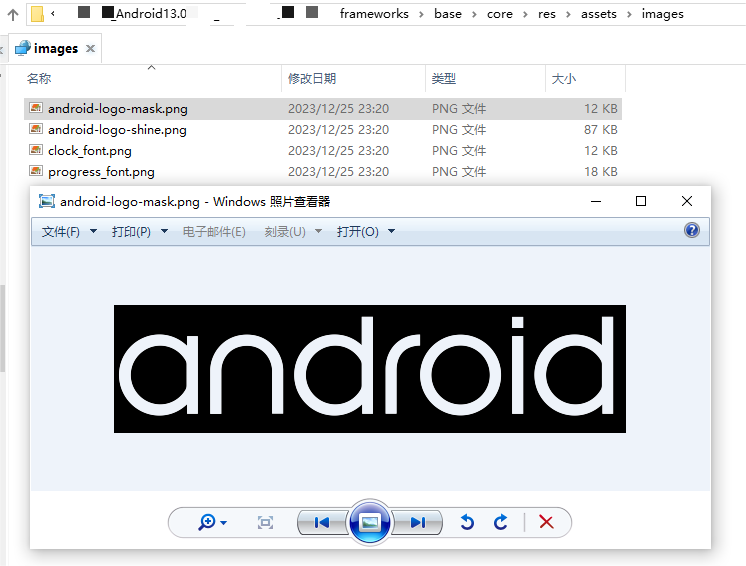 _Android13.0 _ frameworks › base › core › res › assets › images
images
名称 修改日期 类型 大小
android-logo-mask.png 2023/12/25 23:20 PNG 文件 12 KB
android-logo-shine.png 2023/12/25 23:20 PNG 文件 87 KB
clock_font.png 2023/12/25 23:20 PNG 文件 12 KB
progress_font.png 2023/12/25 23:20 PNG 文件 18 KB
android-logo-mask.png - Windows 照片查看器
文件(F) 打印(P) 电子邮件(E) 刻录(U) 打开(O)
android